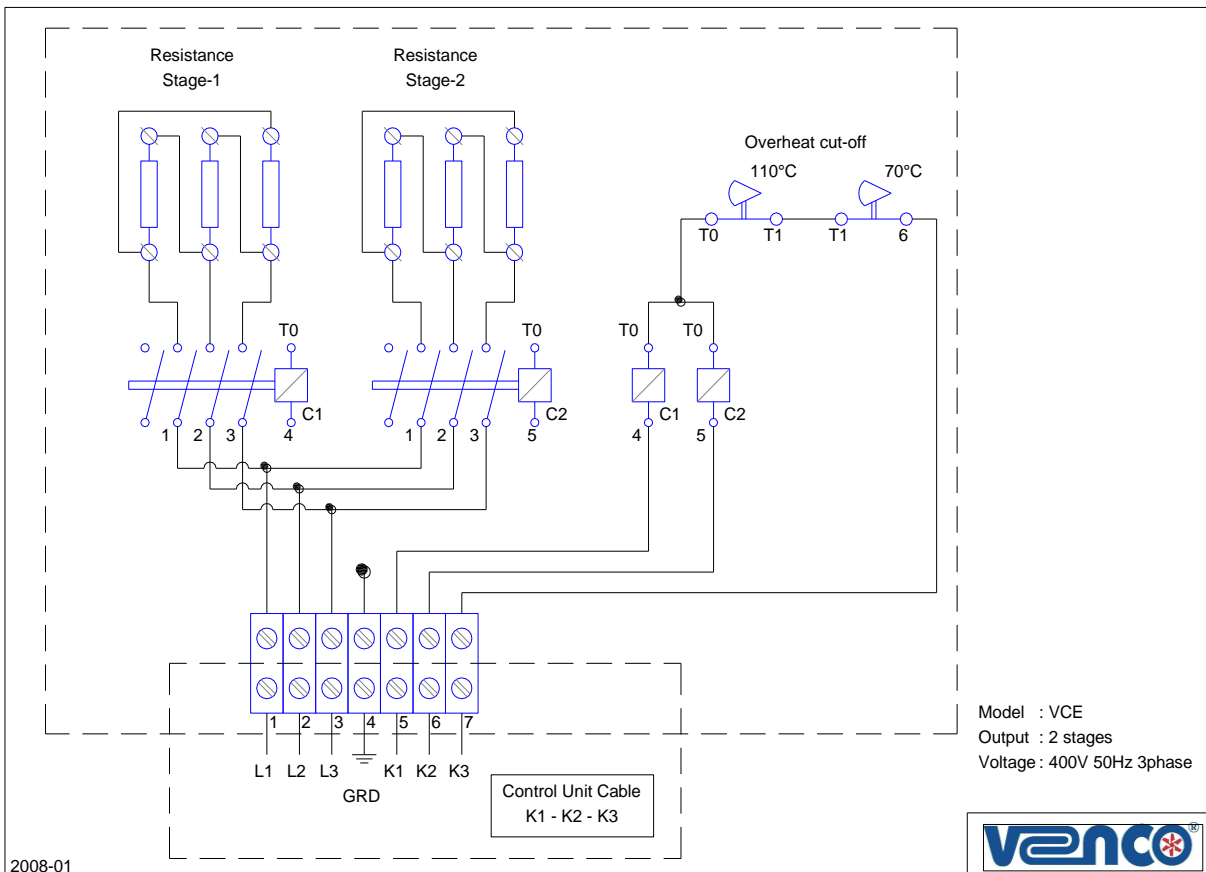 Resistance
Stage-1
Resistance
Stage-2
Overheat cut-off
110°C
70°C
T0
T1
T1
6
T0
T0
T0
T0
C1
C2
C1
C2
1
2
3
4
1
2
3
5
4
5
1
2
3
4
5
6
7
L1
L2
L3
K1
K2
K3
GRD
Control Unit Cable
K1 - K2 - K3
Model : VCE
Output : 2 stages
Voltage : 400V 50Hz 3phase
venco®
2008-01